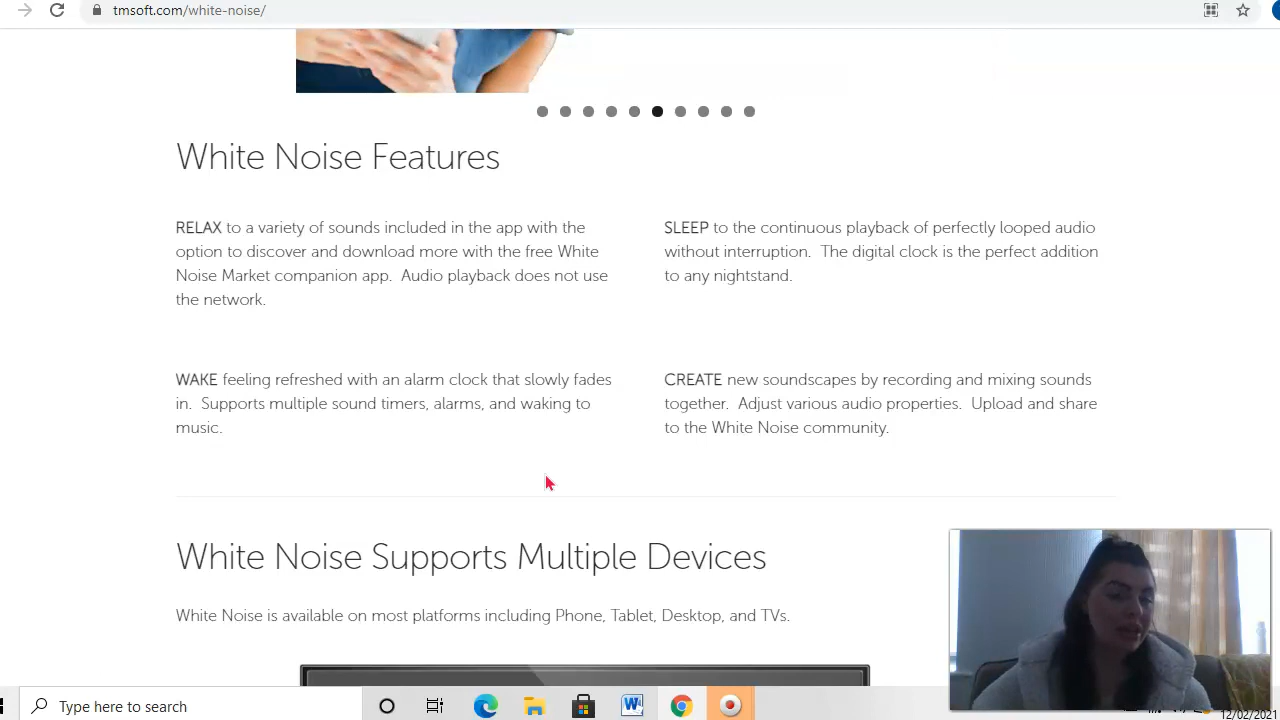 tmsoft.com/white-noise/
White Noise Features
RELAX to a variety of sounds included in the app with the
option to discover and download more with the free White
Noise Market companion app.  Audio playback does not use
the network.
SLEEP to the continuous playback of perfectly looped audio
without interruption.  The digital clock is the perfect addition
to any nightstand.
WAKE feeling refreshed with an alarm clock that slowly fades
in.  Supports multiple sound timers, alarms, and waking to
music.
CREATE new soundscapes by recording and mixing sounds
together.  Adjust various audio properties.  Upload and share
to the White Noise community.
White Noise Supports Multiple Devices
White Noise is available on most platforms including Phone, Tablet, Desktop, and TVs.
Type here to search
12/02/2021